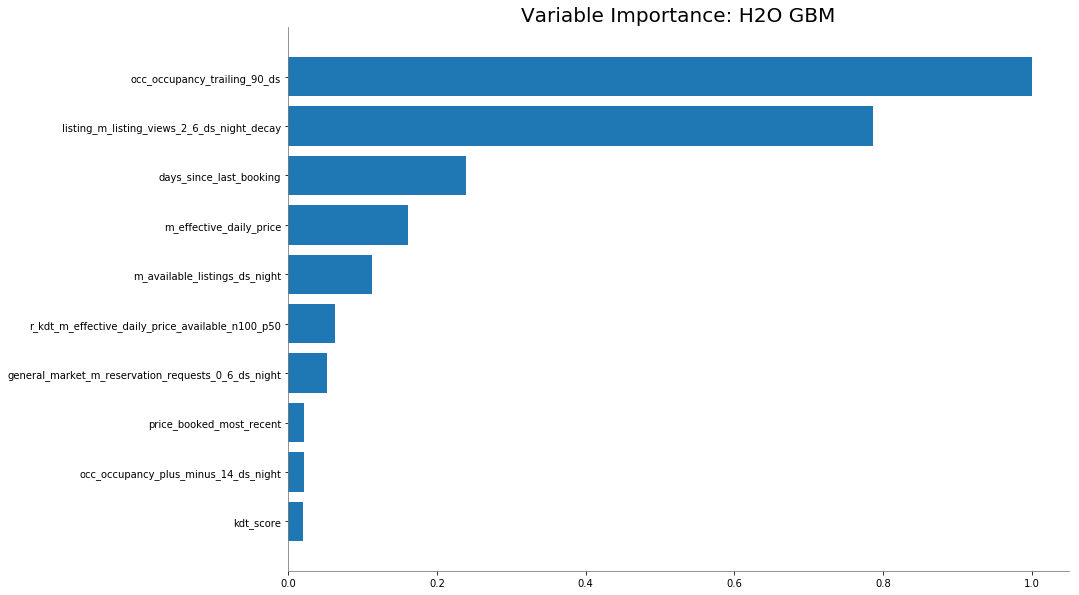 Variable Importance: H2O GBM
occ_occupancy_trailing_90_ds
listing_m_listing_views_2_6_ds_night_decay
days_since_last_booking
m_effective_daily_price
m_available_listings_ds_night
r_kdt_m_effective_daily_price_available_n100_p50
general_market_m_reservation_requests_0_6_ds_night
price_booked_most_recent
occ_occupancy_plus_minus_14_ds_night
kdt_score
0.0 0.2 0.4 0.6 0.8 1.0